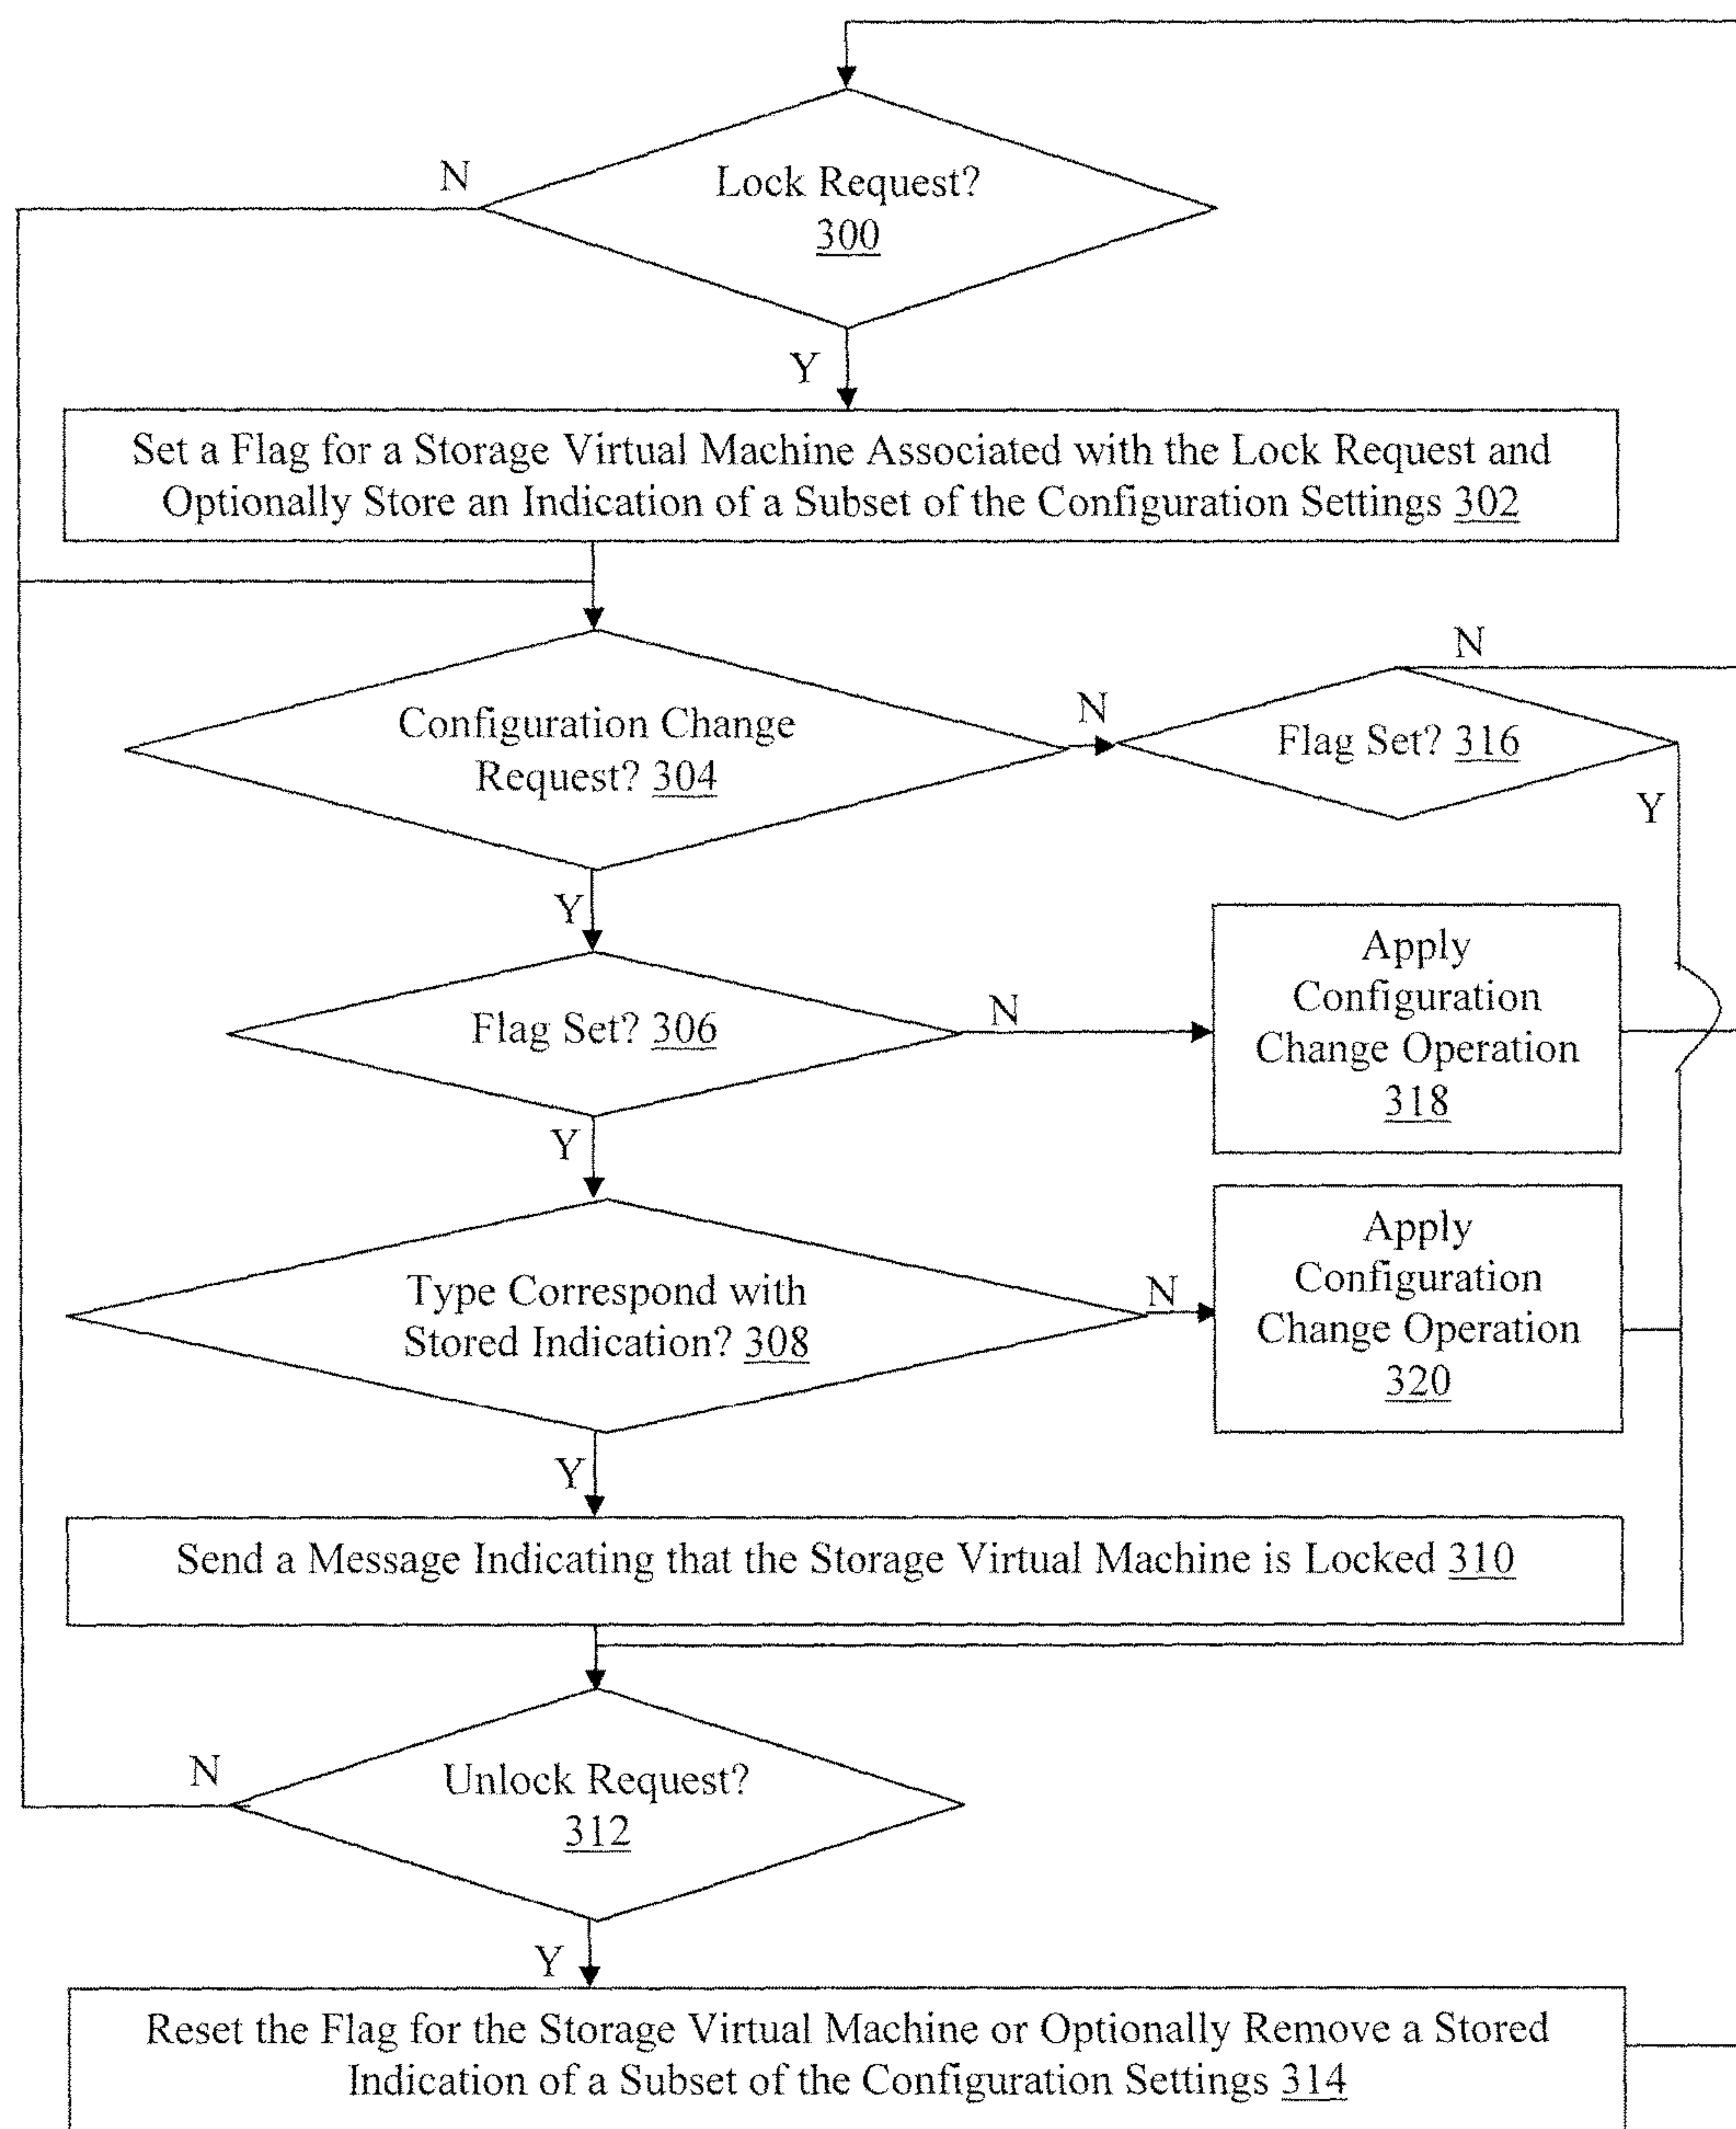 N
Lock Request?
300
Y
Set a Flag for a Storage Virtual Machine Associated with the Lock Request and
Optionally Store an Indication of a Subset of the Configuration Settings 302
Configuration Change
Request? 304
N
N
Flag Set? 316
Y
Y
Flag Set? 306
N
Apply
Configuration
Change Operation
318
Y
Type Correspond with
Stored Indication? 308
N
Apply
Configuration
Change Operation
320
Y
Send a Message Indicating that the Storage Virtual Machine is Locked 310
N
Unlock Request?
312
Y
Reset the Flag for the Storage Virtual Machine or Optionally Remove a Stored
Indication of a Subset of the Configuration Settings 314